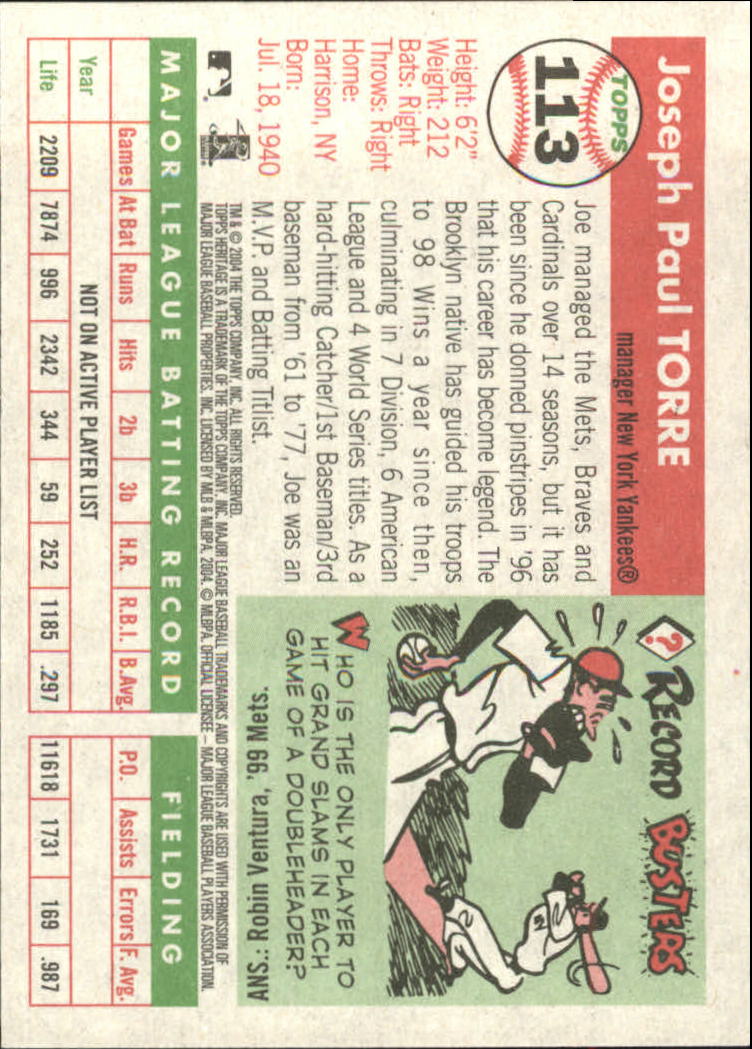 TOPPS
113
Joseph Paul TORRE
manager New York Yankees®
Height: 6'2"
Weight: 212
Bats: Right
Throws: Right
Home:
Harrison, NY
Born:
Jul. 18, 1940
Joe managed the Mets, Braves and
Cardinals over 14 seasons, but it has
been since he donned pinstripes in '96
that his career has become legend. The
Brooklyn native has guided his troops
to 98 Wins a year since then,
culminating in 7 Division, 6 American
League and 4 World Series titles. As a
hard-hitting Catcher/1st Baseman/3rd
baseman from '61 to '77, Joe was an
M.V.P. and Batting Titlist.
? RECORD BUSTERS
WHO IS THE ONLY PLAYER TO
HIT GRAND SLAMS IN EACH
GAME OF A DOUBLEHEADER?
ANS.: Robin Ventura, '99 Mets.
TM & © 2004 THE TOPPS COMPANY, INC. ALL RIGHTS RESERVED.
TOPPS HERITAGE IS A TRADEMARK OF THE TOPPS COMPANY, INC. MAJOR LEAGUE BASEBALL TRADEMARKS AND COPYRIGHTS ARE USED WITH PERMISSION OF
MAJOR LEAGUE BASEBALL PROPERTIES, INC. LICENSED BY MLB & MLBPA, 2004. © MLBPA. OFFICIAL LICENSEE – MAJOR LEAGUE BASEBALL PLAYERS ASSOCIATION.
MAJOR LEAGUE BATTING RECORD FIELDING
Games At Bat Runs Hits 2b 3b H.R. R.B.I. B.Avg. P.O. Assists Errors F. Avg.
Year NOT ON ACTIVE PLAYER LIST
Life 2209 7874 996 2342 344 59 252 1185 .297 11618 1731 169 .987